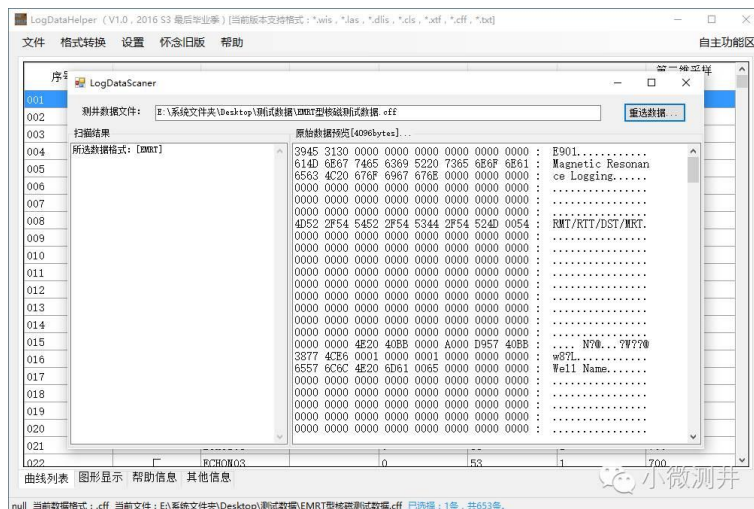 LogDataHelper （V1.0，2016 S3 最后毕业季）[当前版本支持格式：*.wis，*.las，*.dlis，*.cls，*.xtf，*.cff，*.txt]
文件 格式转换 设置 怀念旧版 帮助 自主功能区
LogDataScaner
测井数据文件：
E:\系统文件夹\Desktop\测试数据\EMRT型核磁测试数据.cff
重选数据...
扫描结果
所选数据格式：[EMRT]
原始数据预览[4096bytes]...
3945 3130 0000 0000 0000 0000 0000 0000 : E901............
614D 6E67 7465 6369 5220 7365 6E6F 6E61 : Magnetic Resonan
6563 4C20 676F 6967 676E 0000 0000 0000 : ce Logging......
0000 0000 0000 0000 0000 0000 0000 0000 : ................
0000 0000 0000 0000 0000 0000 0000 0000 : ................
0000 0000 0000 0000 0000 0000 0000 0000 : ................
4D52 2F54 5452 2F54 5344 2F54 524D 0054 : RMT/RTT/DST/MRT.
0000 0000 0000 0000 0000 0000 0000 0000 : ................
0000 0000 0000 0000 0000 0000 0000 0000 : ................
0000 0000 0000 0000 0000 0000 0000 0000 : ................
0000 0000 0000 0000 0000 0000 0000 0000 : ................
0000 0000 0000 0000 0000 0000 0000 0000 : ................
0000 0000 0000 0000 0000 0000 0000 0000 : ................
0000 0000 0000 0000 0000 0000 0000 0000 : ................
0000 0000 0000 0000 0000 0000 0000 0000 : ................
0000 0000 0000 0000 0000 0000 0000 0000 : ................
0000 0000 4E20 40BB 0000 A000 D957 40BB : .... N?@...?W??@
3877 4CE6 0001 0000 0001 0000 0000 0000 : w8?L............
6557 6C6C 4E20 6D61 0065 0000 0000 0000 : Well Name.......
0000 0000 0000 0000 0000 0000 0000 0000 : ................
0000 0000 0000 0000 0000 0000 0000 0000 : ................
0000 0000 0000 0000 0000 0000 0000 0000 : ................
0000 0000 0000 0000 0000 0000 0000 0000 : ................
0000 0000 0000 0000 0000 0000 0000 0000 : ................
001
002
003
004
005
006
007
008
009
010
011
012
013
014
015
016
017
018
019
020
021
022 ECHON03 0 53 1 700
曲线列表 图形显示 帮助信息 其他信息
小微测井
null 当前数据格式：.cff 当前文件：E:\系统文件夹\Desktop\测试数据\EMRT型核磁测试数据.cff 已选择：1条，共653条。